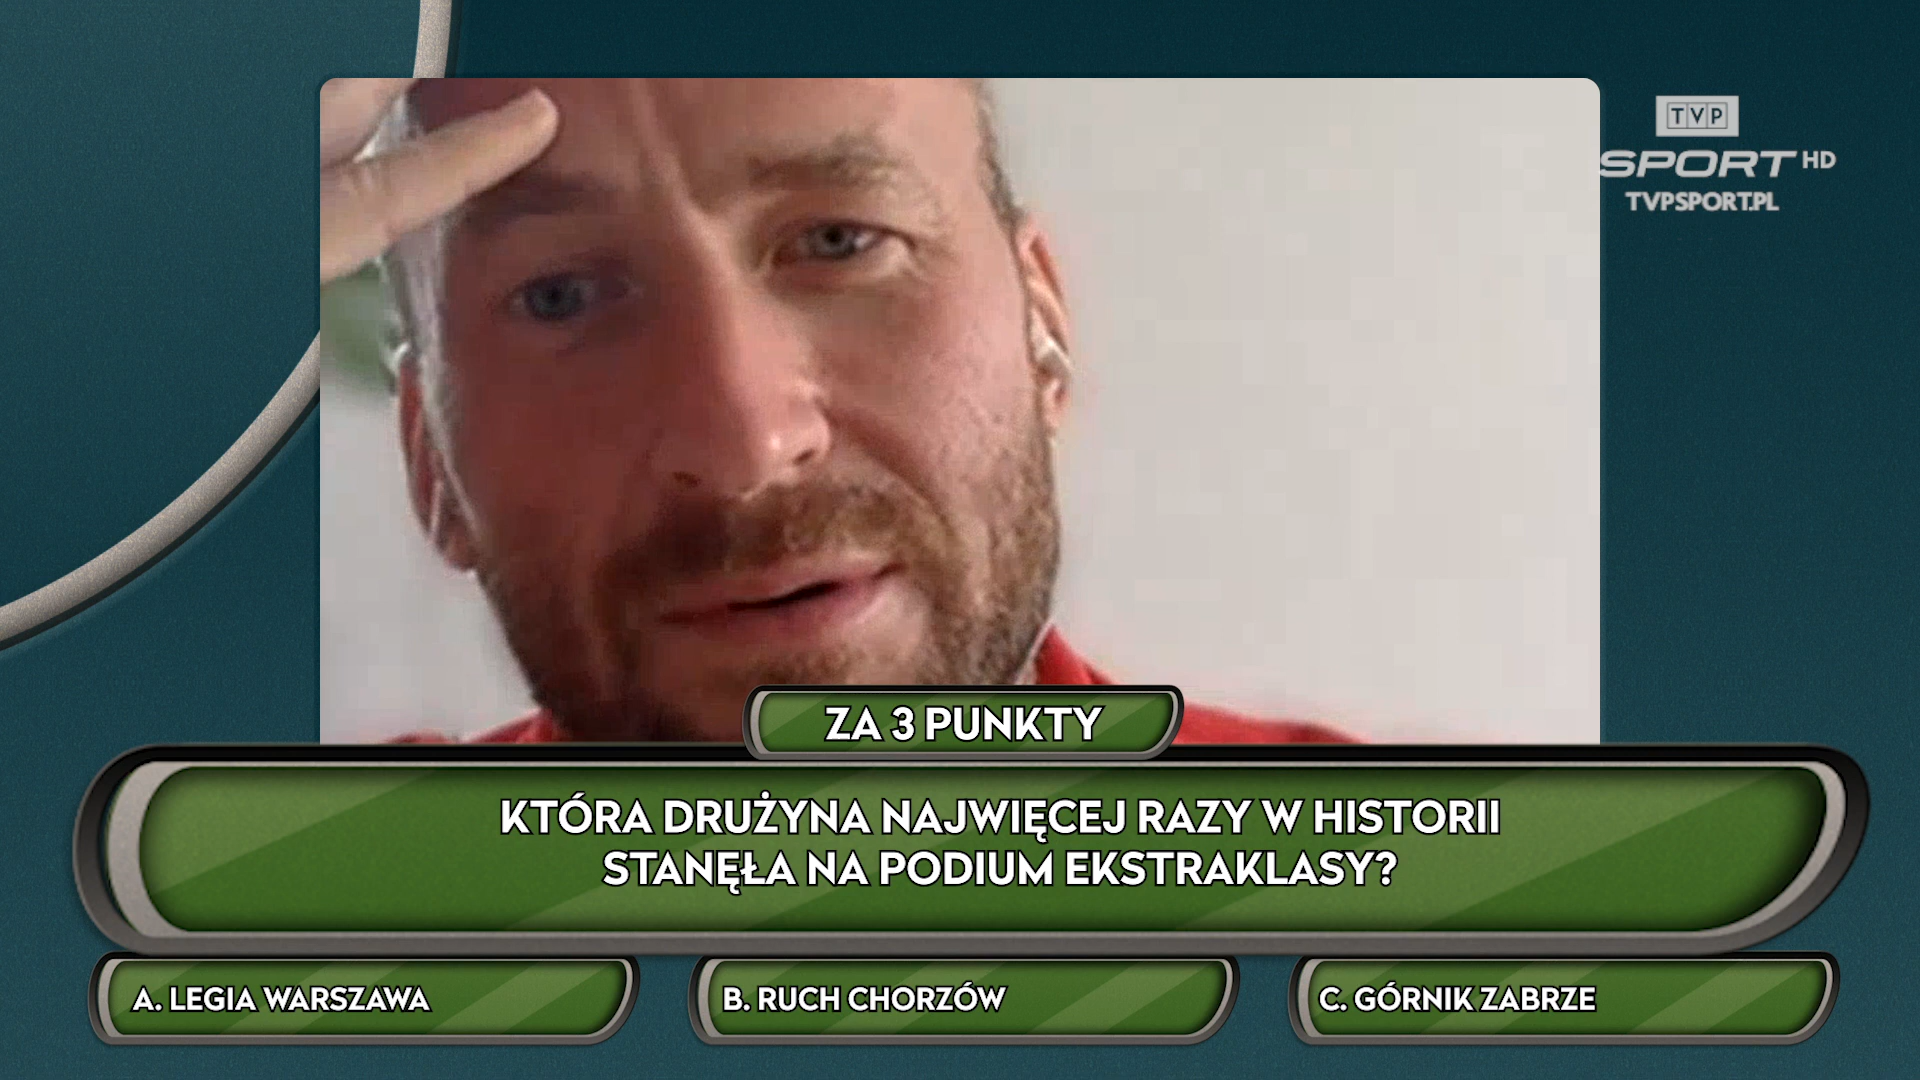 TVP
SPORT HD
TVPSPORT.PL
ZA 3 PUNKTY
KTÓRA DRUŻYNA NAJWIĘCEJ RAZY W HISTORII
STANĘŁA NA PODIUM EKSTRAKLASY?
A. LEGIA WARSZAWA
B. RUCH CHORZÓW
C. GÓRNIK ZABRZE